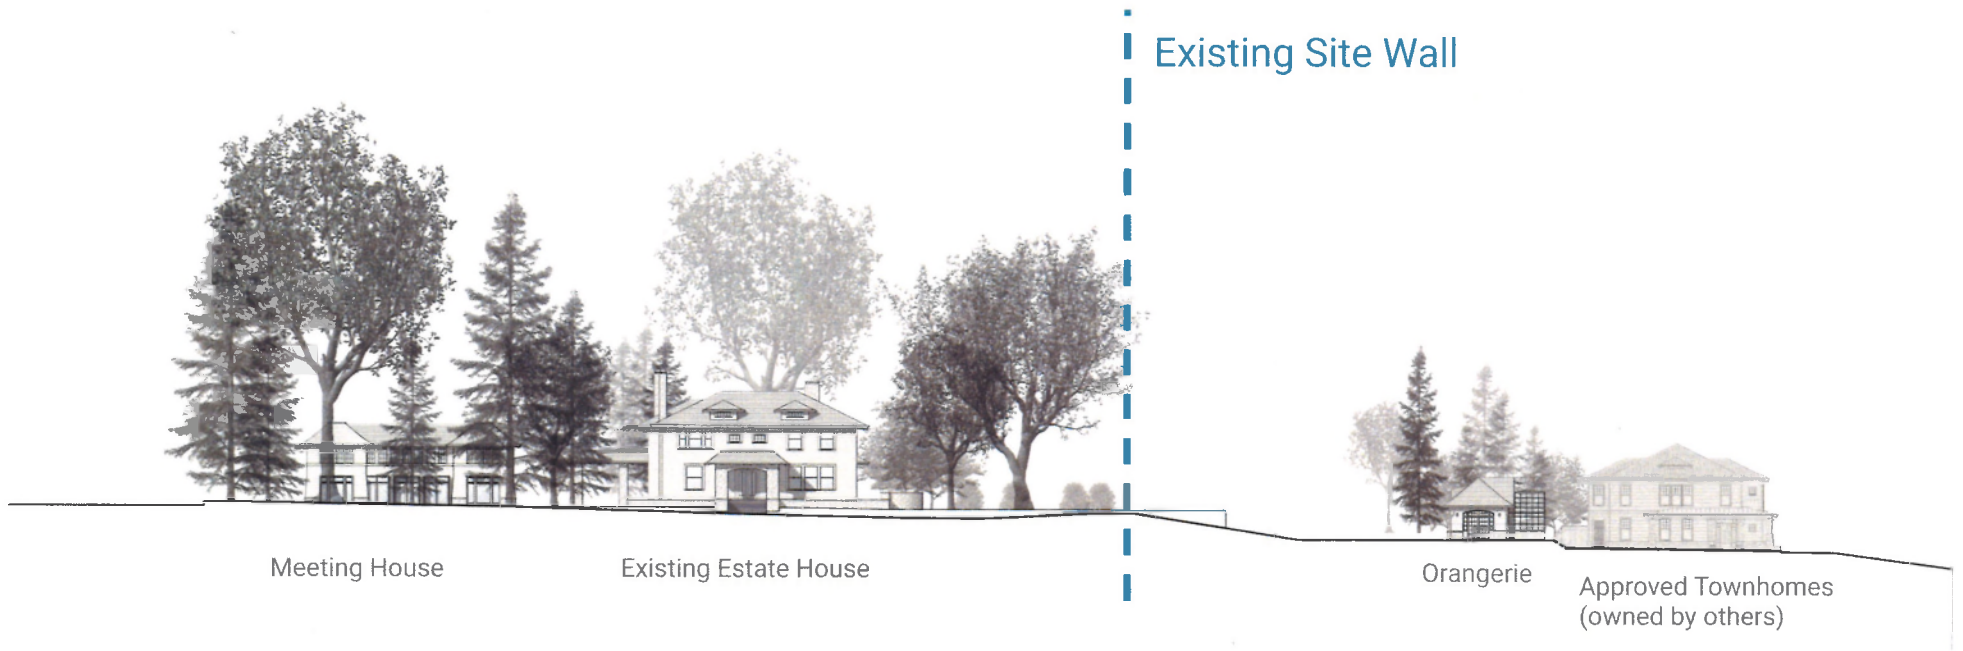 Existing Site Wall
Meeting House
Existing Estate House
Orangerie
Approved Townhomes
(owned by others)